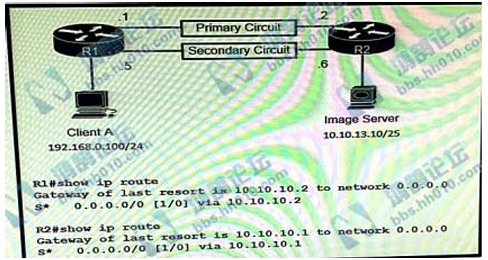 .1
Primary Circuit
.2
R1
Secondary Circuit
R2
.5
.6
Client A
192.168.0.100/24
Image Server
10.10.13.10/25
R1#show ip route
Gateway of last resort is 10.10.10.2 to network 0.0.0.0
S* 0.0.0.0/0 [1/0] via 10.10.10.2
R2#show ip route
Gateway of last resort is 10.10.10.1 to network 0.0.0.0
S* 0.0.0.0/0 [1/0] via 10.10.10.1
bbs.hh010.com